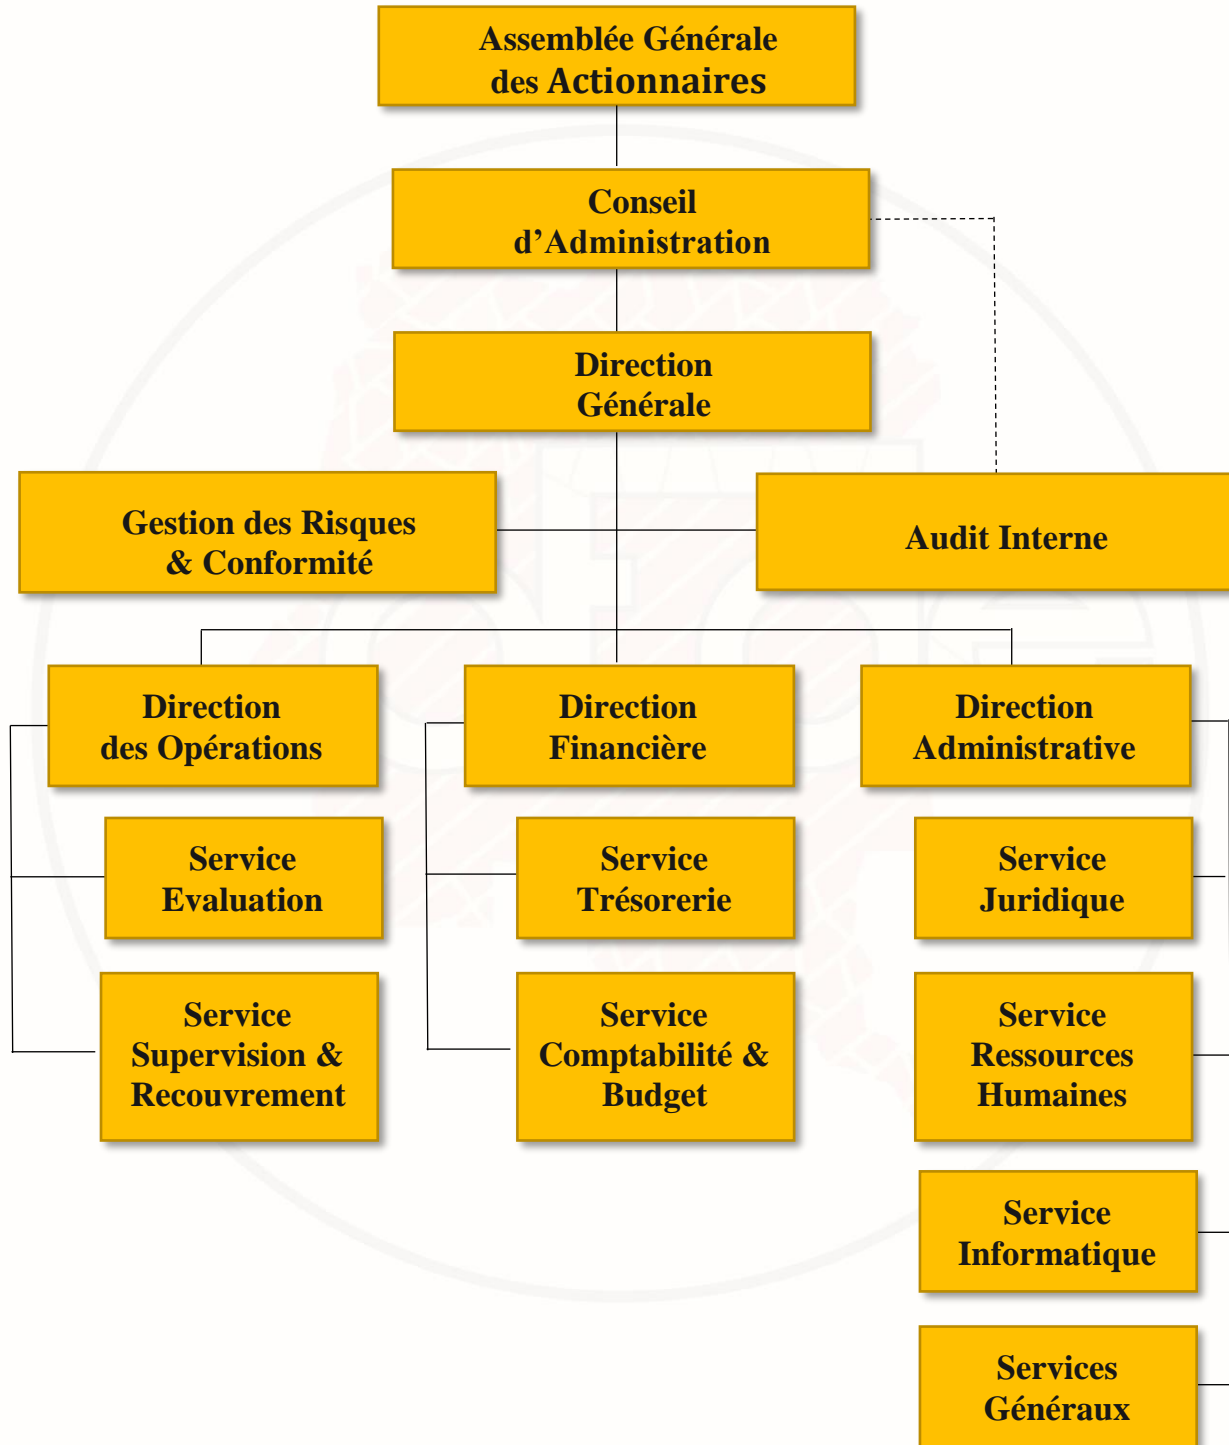 Assemblée Générale
des Actionnaires
Conseil
d’Administration
Direction
Générale
Gestion des Risques
& Conformité
Audit Interne
Direction
des Opérations
Direction
Financière
Direction
Administrative
Service
Evaluation
Service
Trésorerie
Service
Juridique
Service
Supervision &
Recouvrement
Service
Comptabilité &
Budget
Service
Ressources
Humaines
Service
Informatique
Services
Généraux